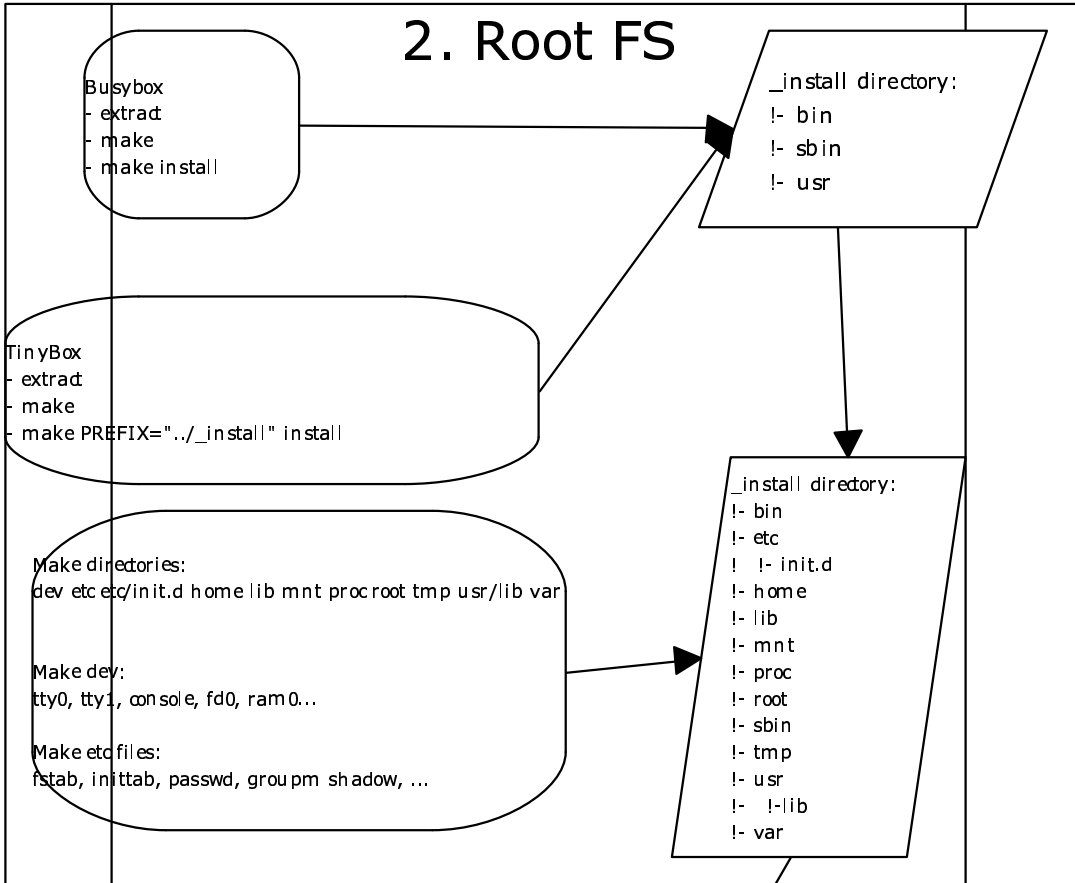 2. Root FS
Busybox
- extract
- make
- make install
_install directory:
!- bin
!- sbin
!- usr
TinyBox
- extract
- make
- make PREFIX="../_install" install
Make directories:
dev etc etc/init.d home lib mnt proc root tmp usr/lib var
Make dev:
tty0, tty1, console, fd0, ram0...
Make etc files:
fstab, inittab, passwd, groupm shadow, ...
_install directory:
!- bin
!- etc
! !- init.d
!- home
!- lib
!- mnt
!- proc
!- root
!- sbin
!- tmp
!- usr
!- !-lib
!- var